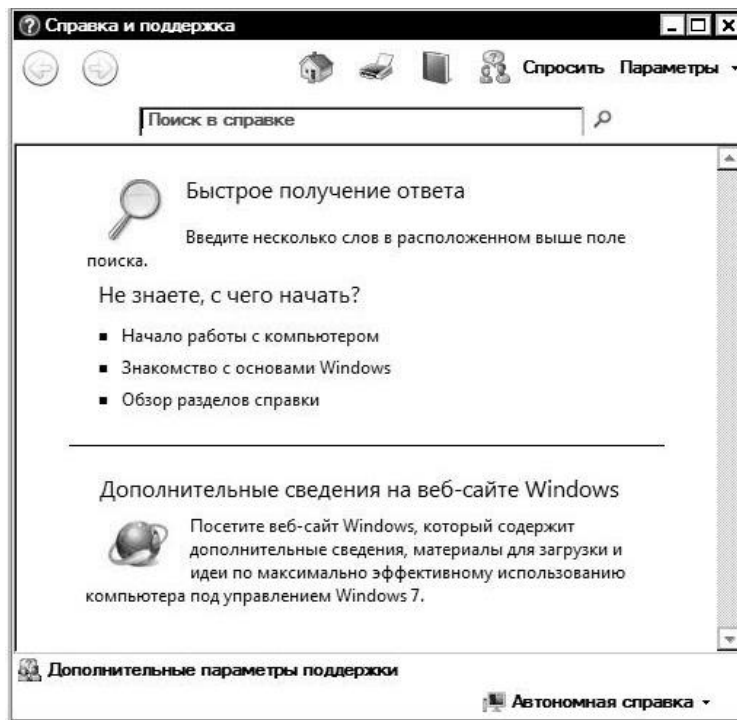 Справка и поддержка
Спросить Параметры
Поиск в справке
Быстрое получение ответа
Введите несколько слов в расположенном выше поле
поиска.
Не знаете, с чего начать?
Начало работы с компьютером
Знакомство с основами Windows
Обзор разделов справки
Дополнительные сведения на веб-сайте Windows
Посетите веб-сайт Windows, который содержит
дополнительные сведения, материалы для загрузки и
идеи по максимально эффективному использованию
компьютера под управлением Windows 7.
Дополнительные параметры поддержки
Автономная справка